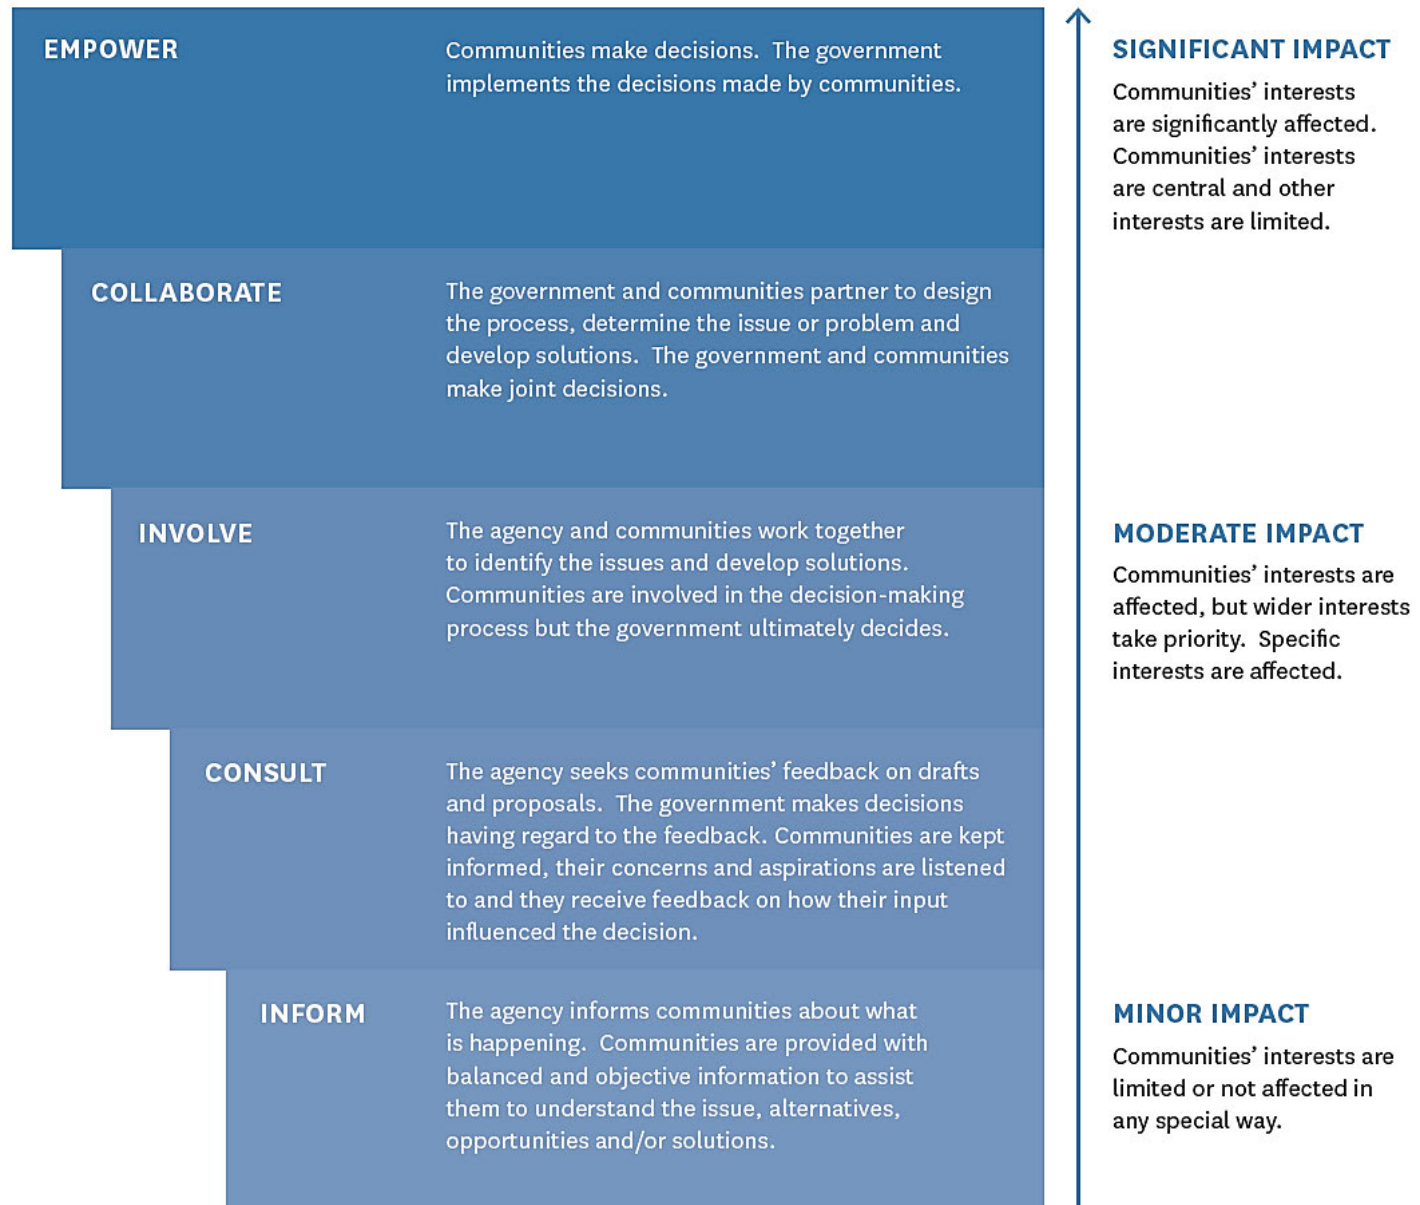 EMPOWER
Communities make decisions.  The government
implements the decisions made by communities.
SIGNIFICANT IMPACT
Communities’ interests
are significantly affected.
Communities’ interests
are central and other
interests are limited.
COLLABORATE
The government and communities partner to design
the process, determine the issue or problem and
develop solutions.  The government and communities
make joint decisions.
INVOLVE
The agency and communities work together
to identify the issues and develop solutions.
Communities are involved in the decision-making
process but the government ultimately decides.
MODERATE IMPACT
Communities’ interests are
affected, but wider interests
take priority.  Specific
interests are affected.
CONSULT
The agency seeks communities’ feedback on drafts
and proposals.  The government makes decisions
having regard to the feedback. Communities are kept
informed, their concerns and aspirations are listened
to and they receive feedback on how their input
influenced the decision.
INFORM
The agency informs communities about what
is happening.  Communities are provided with
balanced and objective information to assist
them to understand the issue, alternatives,
opportunities and/or solutions.
MINOR IMPACT
Communities’ interests are
limited or not affected in
any special way.